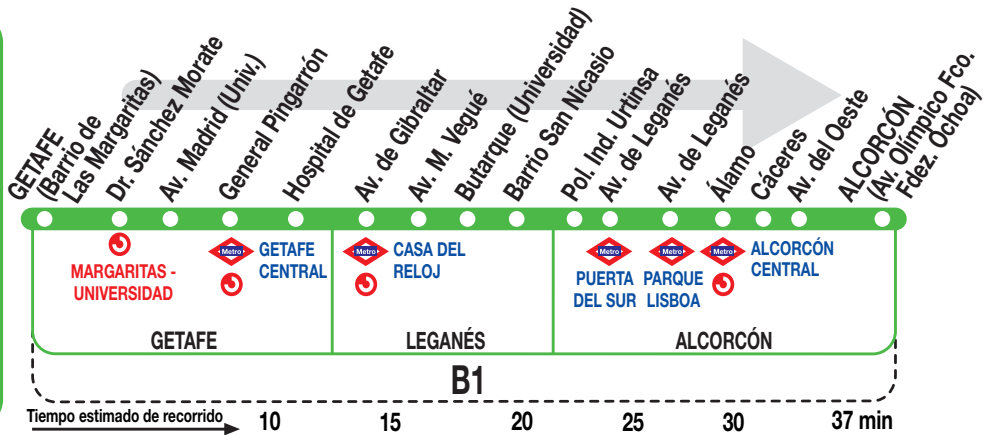 GETAFE
(Barrio de
Las Margaritas)
Dr. Sánchez Morate
Av. Madrid (Univ.)
General Pingarrón
Hospital de Getafe
Av. de Gibraltar
Av. M. Vegué
Butarque (Universidad)
Barrio San Nicasio
Pol. Ind. Urtinsa
Av. de Leganés
Av. de Leganés
Álamo
Cáceres
Av. del Oeste
ALCORCÓN
(Av. Olímpico Fco.
Fdez. Ochoa)
MARGARITAS -
UNIVERSIDAD
Metro
GETAFE
CENTRAL
Metro
CASA DEL
RELOJ
Metro
PUERTA
DEL SUR
Metro
PARQUE
LISBOA
Metro
ALCORCÓN
CENTRAL
GETAFE
LEGANÉS
ALCORCÓN
B1
Tiempo estimado de recorrido 10 15 20 25 30 37 min